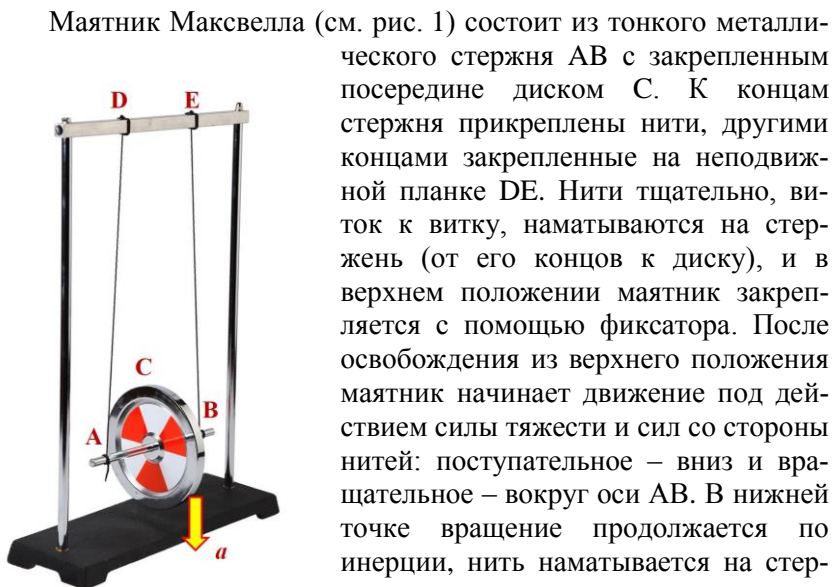 Маятник Максвелла (см. рис. 1) состоит из тонкого металли-
ческого стержня АВ с закрепленным
посередине диском С. К концам
стержня прикреплены нити, другими
концами закрепленные на неподвиж-
ной планке DE. Нити тщательно, ви-
ток к витку, наматываются на стер-
жень (от его концов к диску), и в
верхнем положении маятник закреп-
ляется с помощью фиксатора. После
освобождения из верхнего положения
маятник начинает движение под дей-
ствием силы тяжести и сил со стороны
нитей: поступательное – вниз и вра-
щательное – вокруг оси АВ. В нижней
точке вращение продолжается по
инерции, нить наматывается на стер-
D E
C
B
A
a